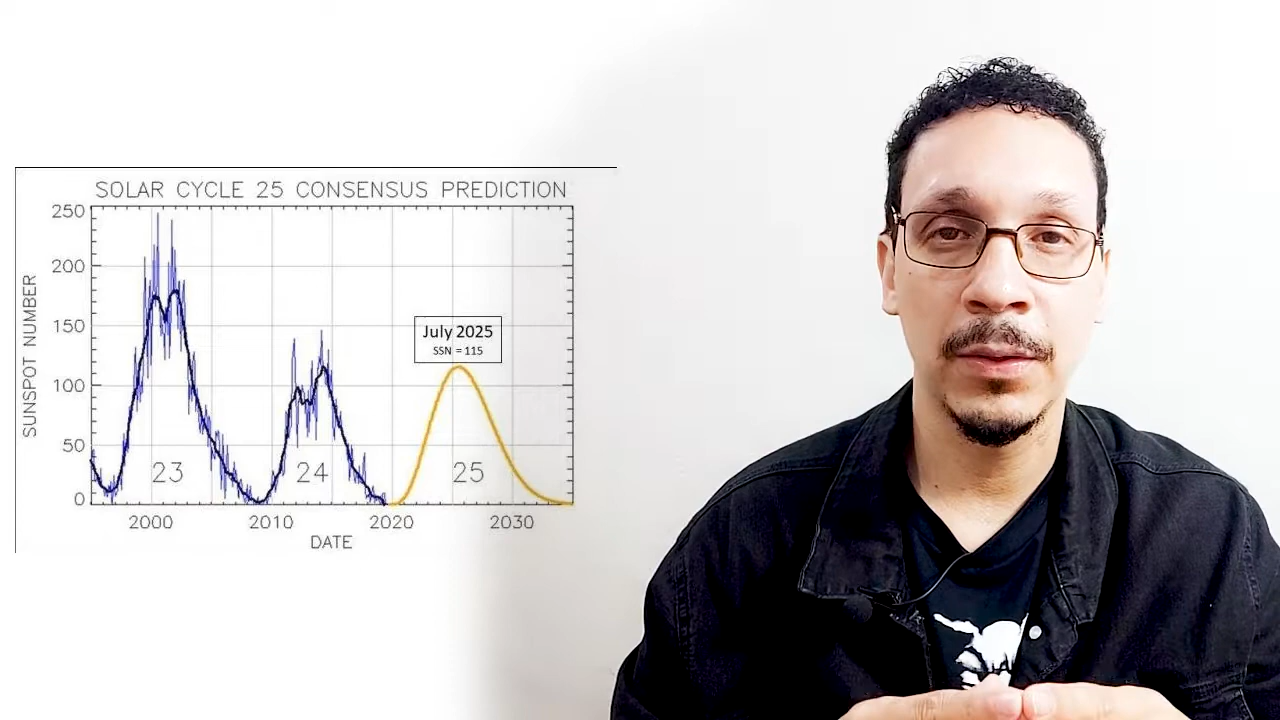 SOLAR CYCLE 25 CONSENSUS PREDICTION
250
200
150
100
50
0
SUNSPOT NUMBER
July 2025
SSN = 115
23
24
25
2000
2010
2020
2030
DATE